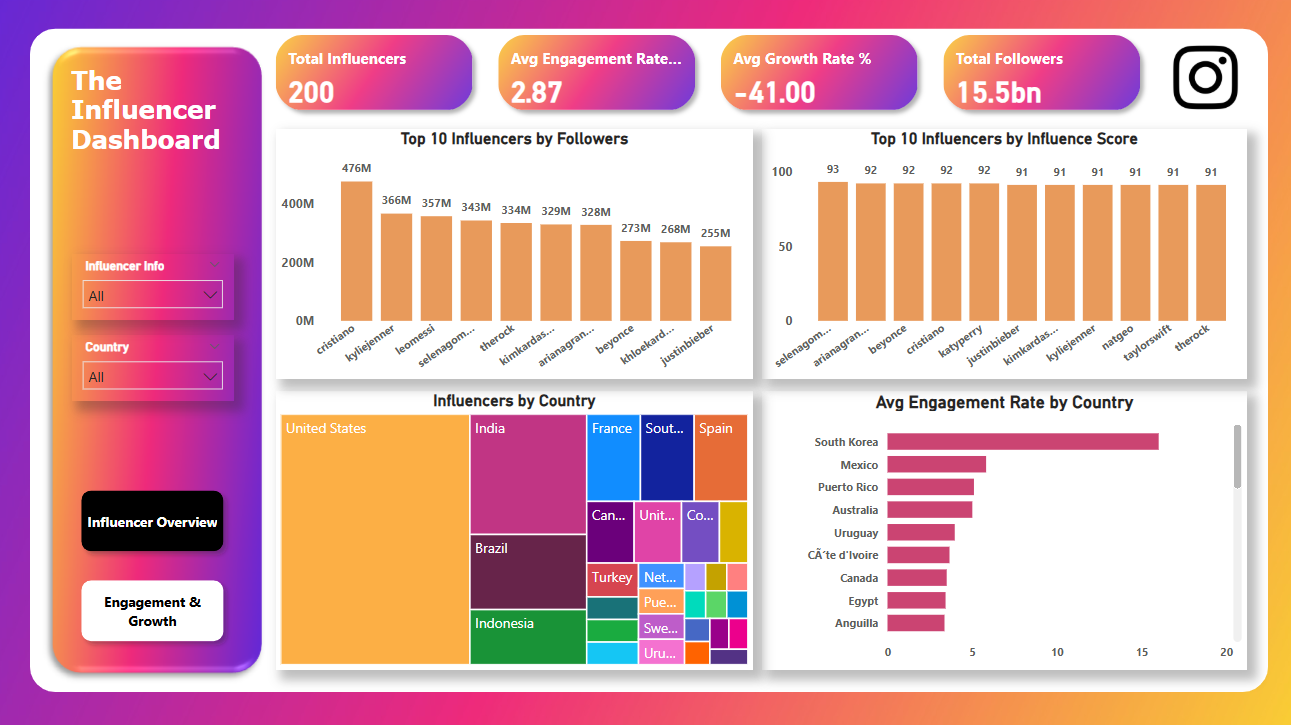 The
Influencer
Dashboard
Influencer Info
All
Country
All
Influencer Overview
Engagement &
Growth
Total Influencers
200
Avg Engagement Rate...
2.87
Avg Growth Rate %
-41.00
Total Followers
15.5bn
Top 10 Influencers by Followers
400M
200M
0M
476M
366M
357M
343M
334M
329M
328M
273M
268M
255M
cristiano
kyliejenner
leomessi
selenagom...
therock
kimkardas...
arianagran...
beyonce
khloekard...
justinbieber
Top 10 Influencers by Influence Score
100
50
0
93
92
92
92
92
91
91
91
91
91
91
selenagom...
arianagran...
beyonce
cristiano
katyperry
justinbieber
kimkardas...
kyliejenner
natgeo
taylorswift
therock
Influencers by Country
United States
India
Brazil
Indonesia
France
Sout...
Spain
Can...
Unit...
Co...
Turkey
Net...
Pue...
Swe...
Uru...
Avg Engagement Rate by Country
South Korea
Mexico
Puerto Rico
Australia
Uruguay
CÃ´te d'Ivoire
Canada
Egypt
Anguilla
0
5
10
15
20